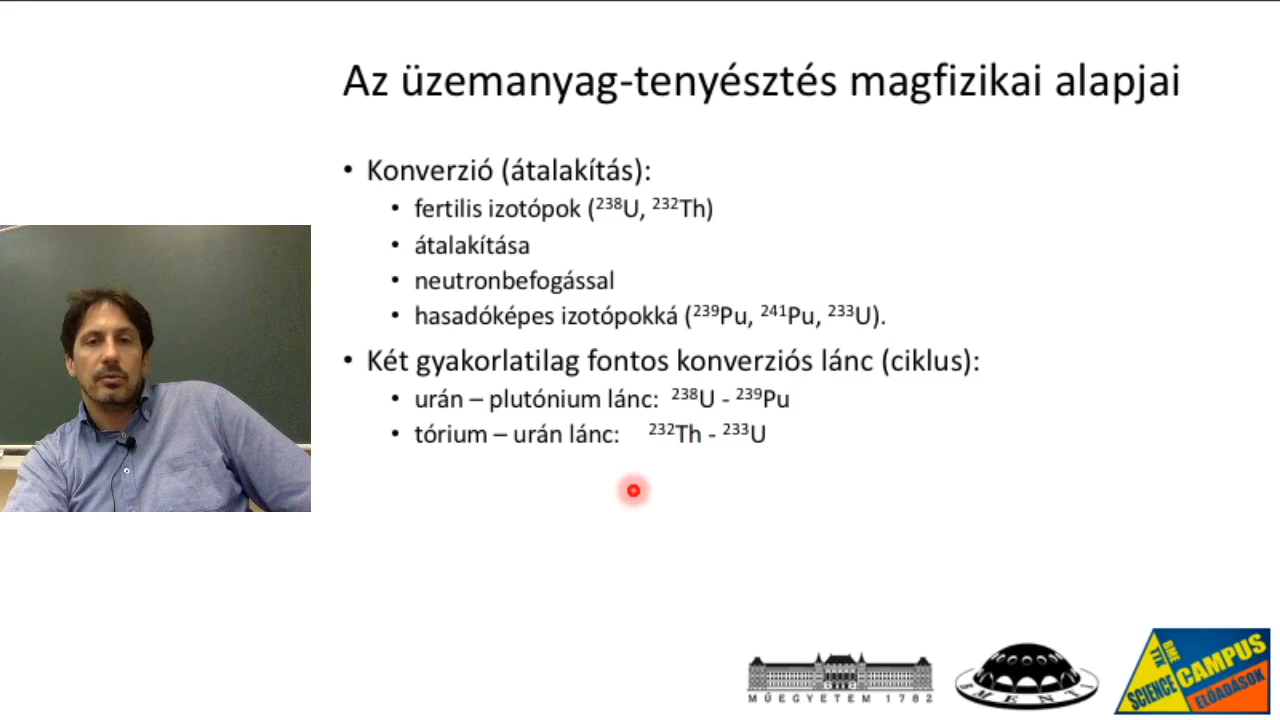 Az üzemanyag-tenyésztés magfizikai alapjai
• Konverzió (átalakítás):
• fertilis izotópok (²³⁸U, ²³²Th)
• átalakítása
• neutronbefogással
• hasadóképes izotópokká (²³⁹Pu, ²⁴¹Pu, ²³³U).
• Két gyakorlatilag fontos konverziós lánc (ciklus):
• urán – plutónium lánc: ²³⁸U - ²³⁹Pu
• tórium – urán lánc: ²³²Th - ²³³U
MŰEGYETEM 1782
BME
TTK
SCIENCE
CAMPUS
ELŐADÁSOK